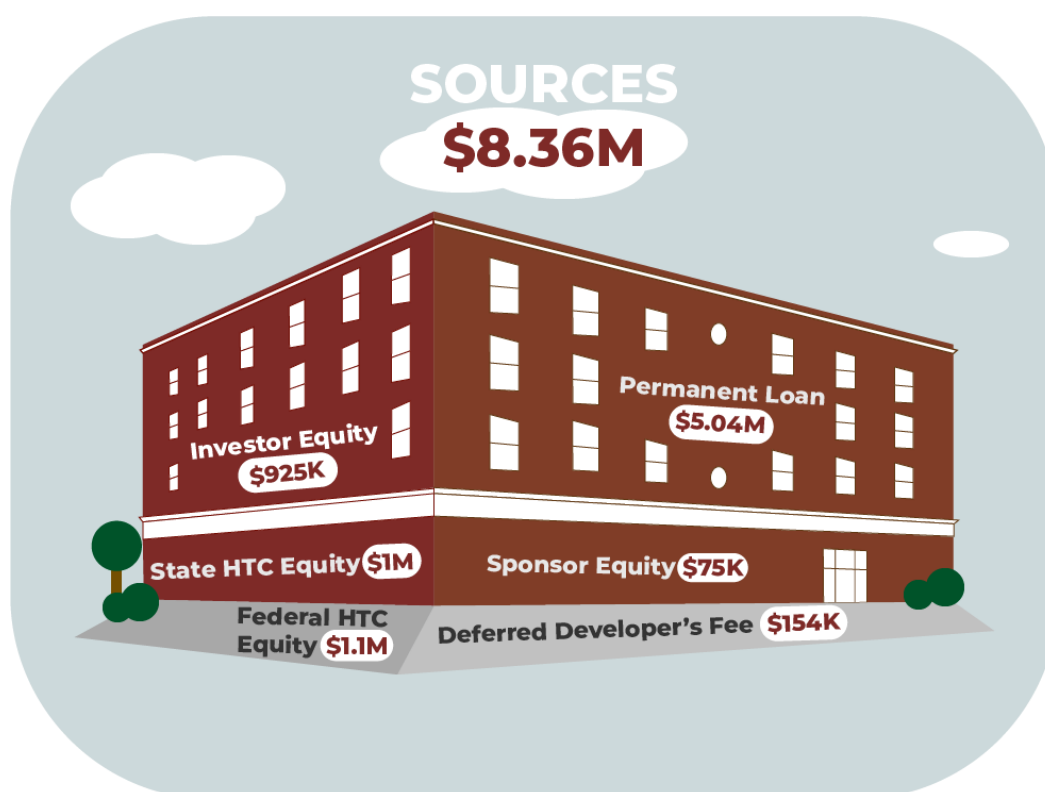 SOURCES
$8.36M
Permanent Loan
$5.04M
Investor Equity
$925K
State HTC Equity $1M
Sponsor Equity $75K
Federal HTC
Equity $1.1M
Deferred Developer’s Fee $154K